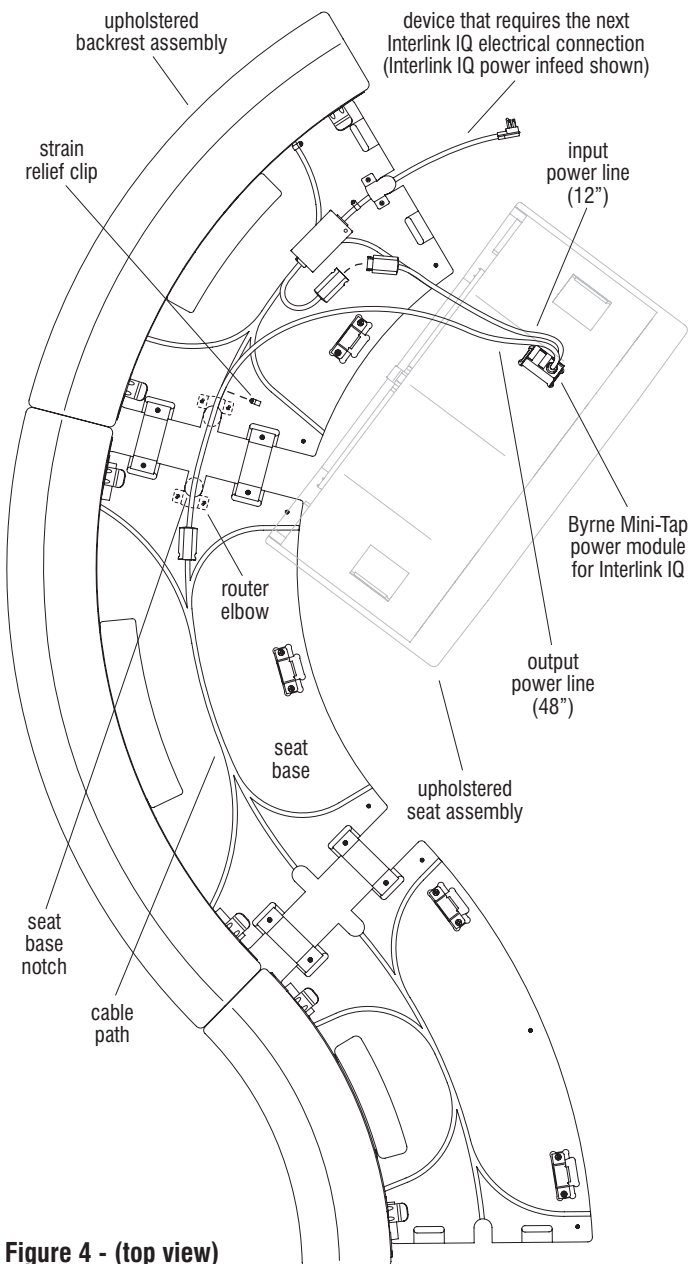 upholstered
backrest assembly
device that requires the next
Interlink IQ electrical connection
(Interlink IQ power infeed shown)
strain
relief clip
input
power line
(12”)
Byrne Mini-Tap
power module
for Interlink IQ
router
elbow
output
power line
(48”)
seat
base
upholstered
seat assembly
seat
base
notch
cable
path
Figure 4 - (top view)